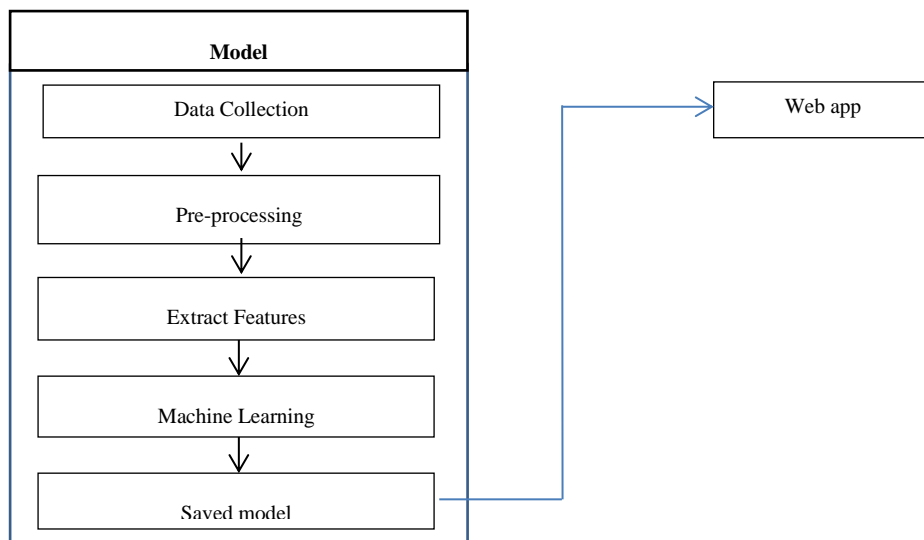 Model
Data Collection
Web app
Pre-processing
Extract Features
Machine Learning
Saved model